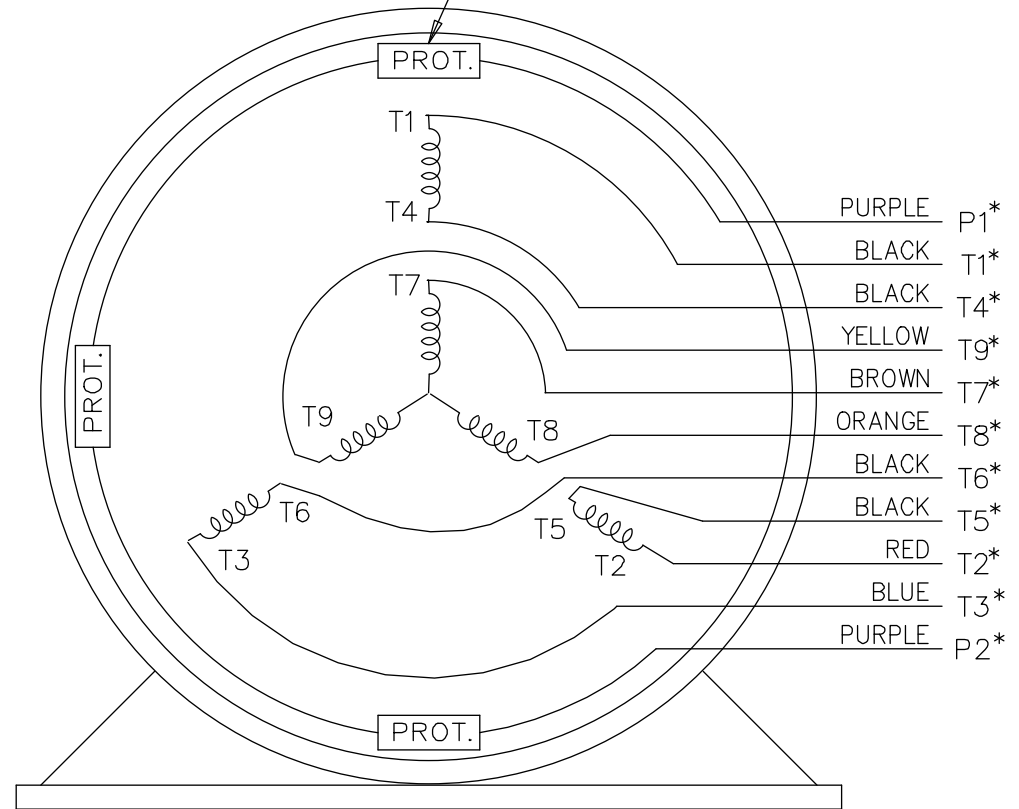 PROT.
T1
T4
PURPLE P1*
BLACK T1*
T7
BLACK T4*
YELLOW T9*
PROT.
BROWN T7*
T9
T8
ORANGE T8*
BLACK T6*
T6
T5
BLACK T5*
T3
T2
RED T2*
BLUE T3*
PURPLE P2*
PROT.